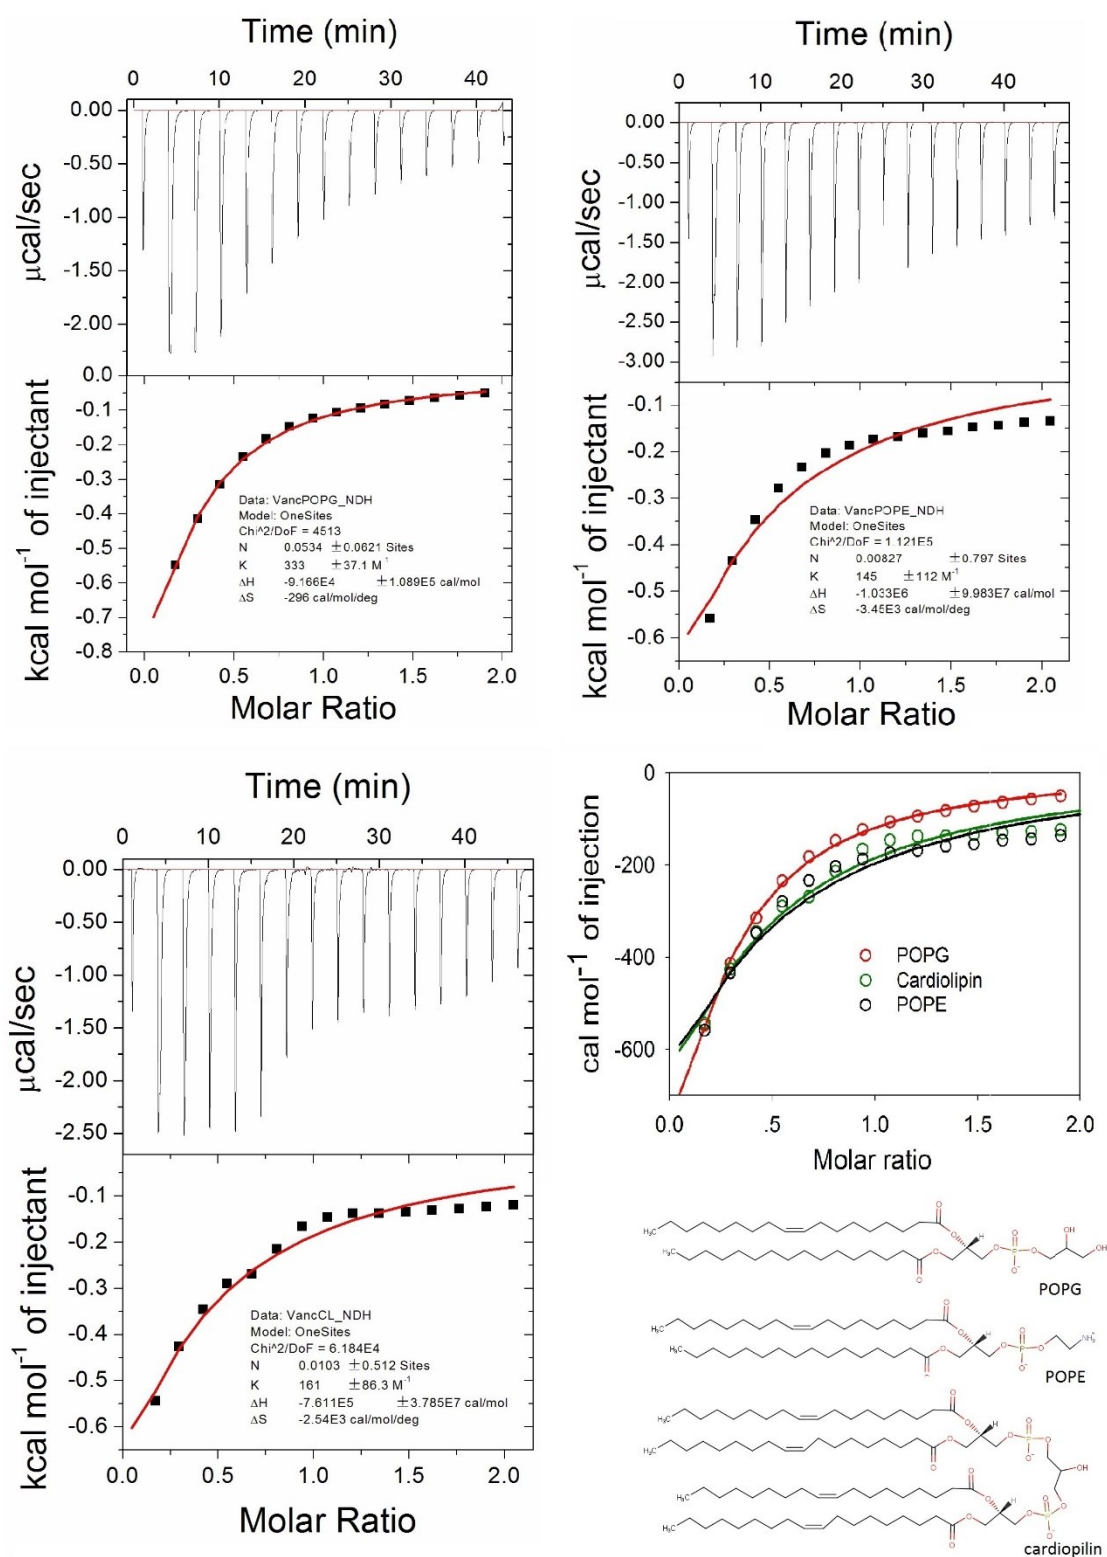 Time (min)
0 10 20 30 40
0.00
-0.50
-1.00
-1.50
-2.00
µcal/sec
0.0
-0.1
-0.2
-0.3
-0.4
-0.5
-0.6
-0.7
-0.8
kcal mol⁻¹ of injectant
Data: VancPOPG_NDH
Model: OneSites
Chi^2/DoF = 4513
N 0.0534 ±0.0621 Sites
K 333 ±37.1 M⁻¹
ΔH -9.166E4 ±1.089E5 cal/mol
ΔS -296 cal/mol/deg
0.0 0.5 1.0 1.5 2.0
Molar Ratio
Time (min)
0 10 20 30 40
0.00
-0.50
-1.00
-1.50
-2.00
-2.50
-3.00
µcal/sec
-0.1
-0.2
-0.3
-0.4
-0.5
-0.6
kcal mol⁻¹ of injectant
Data: VancPOPE_NDH
Model: OneSites
Chi^2/DoF = 1.121E5
N 0.00827 ±0.797 Sites
K 145 ±112 M⁻¹
ΔH -1.033E6 ±9.983E7 cal/mol
ΔS -3.45E3 cal/mol/deg
0.0 0.5 1.0 1.5 2.0
Molar Ratio
Time (min)
0 10 20 30 40
0.00
-0.50
-1.00
-1.50
-2.00
-2.50
µcal/sec
-0.1
-0.2
-0.3
-0.4
-0.5
-0.6
kcal mol⁻¹ of injectant
Data: VancCL_NDH
Model: OneSites
Chi^2/DoF = 6.184E4
N 0.0103 ±0.512 Sites
K 161 ±86.3 M⁻¹
ΔH -7.611E5 ±3.785E7 cal/mol
ΔS -2.54E3 cal/mol/deg
0.0 0.5 1.0 1.5 2.0
Molar Ratio
0
-200
-400
-600
cal mol⁻¹ of injection
POPG
Cardiolipin
POPE
0.0 .5 1.0 1.5 2.0
Molar ratio
H₃C
H₃C
O
O
H
O
O
O
P
O
O⁻
O
OH
OH
POPG
H₃C
H₃C
O
O
H
O
O
P
O
O⁻
O
NH₃⁺
POPE
H₃C
H₃C
O
O
H
O
O
O
P
O
O⁻
O
OH
H₃C
H₃C
O
O
H
O
O
O
P
O
O⁻
O
cardiopilin